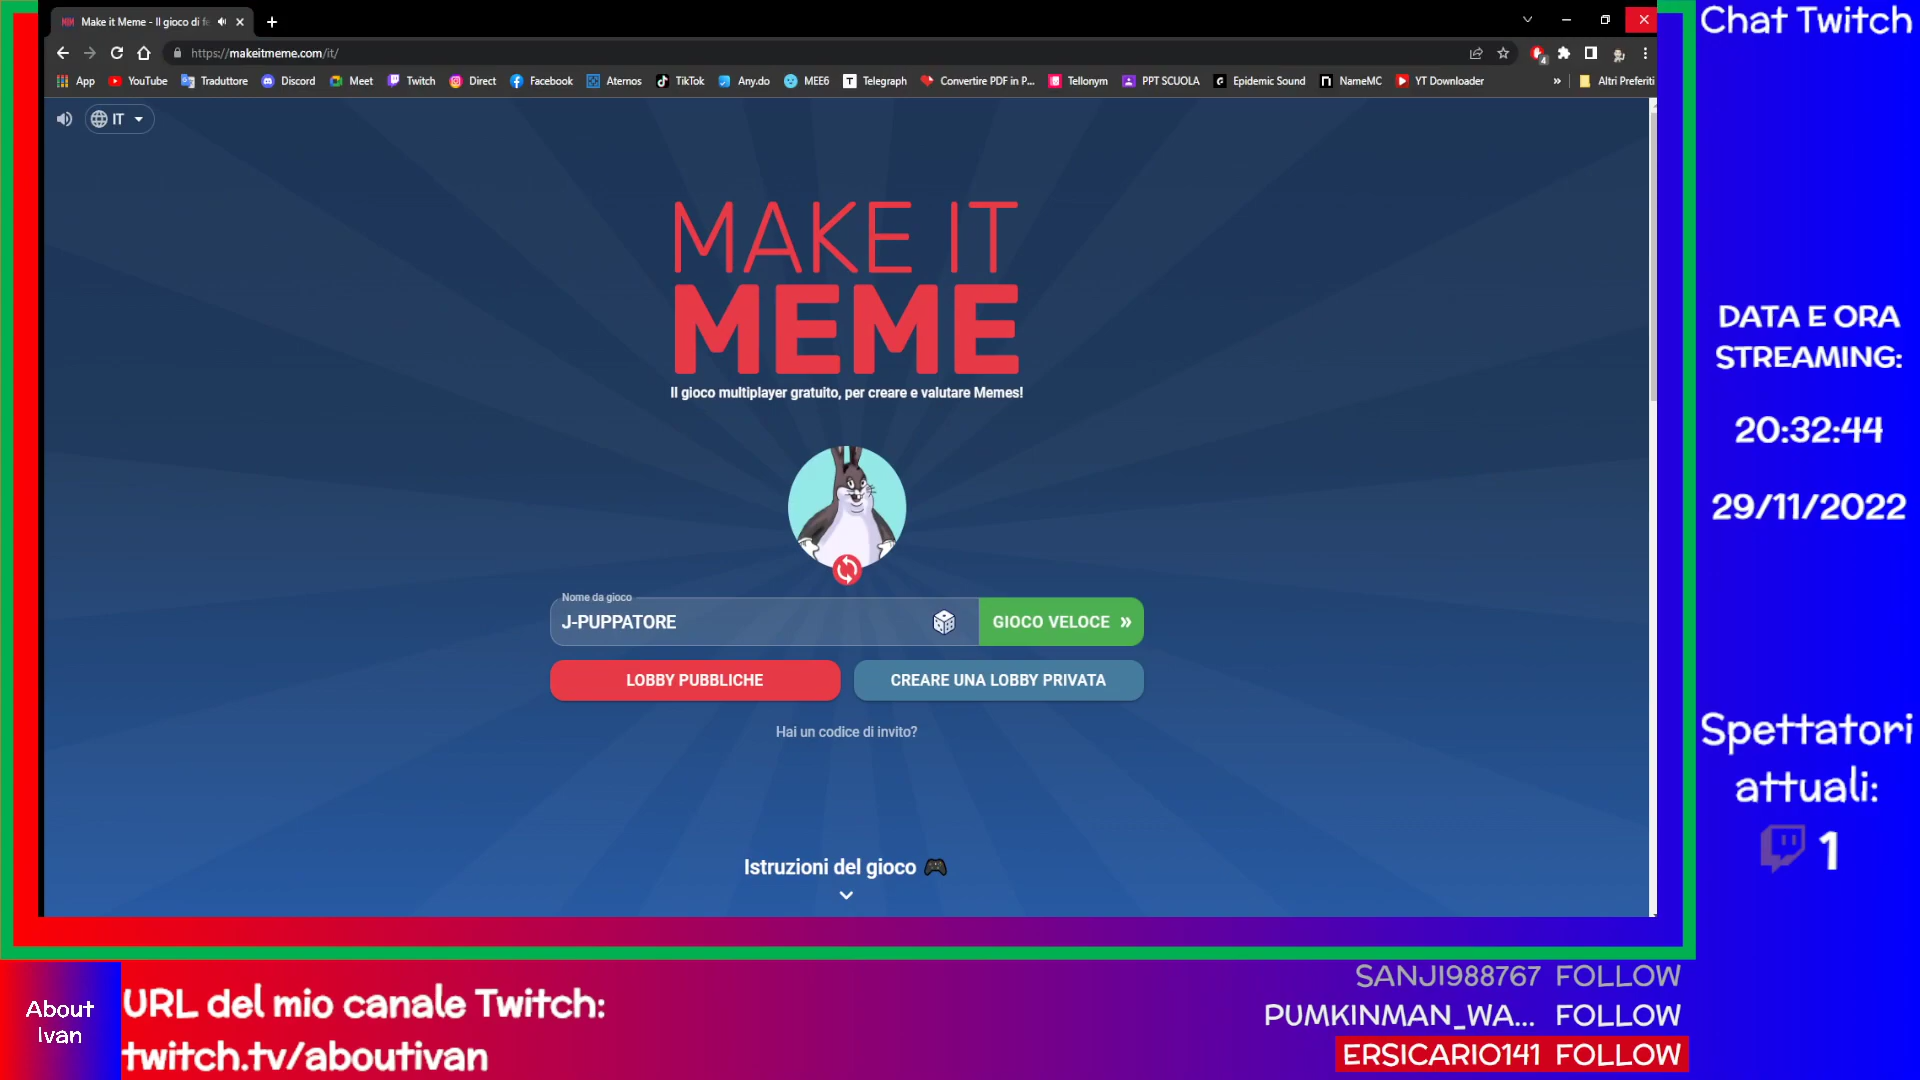 Make it Meme - Il gioco di fe
https://makeitmeme.com/it/
App YouTube Traduttore Discord Meet Twitch Direct Facebook Aternos TikTok Any.do MEE6 Telegraph Convertire PDF in P... Tellonym PPT SCUOLA Epidemic Sound NameMC YT Downloader » Altri Preferiti
IT
MAKE IT
MEME
Il gioco multiplayer gratuito, per creare e valutare Memes!
Nome da gioco
J-PUPPATORE
GIOCO VELOCE »
LOBBY PUBBLICHE
CREARE UNA LOBBY PRIVATA
Hai un codice di invito?
Istruzioni del gioco
Chat Twitch
DATA E ORA
STREAMING:
20:32:44
29/11/2022
Spettatori
attuali:
1
About
Ivan
URL del mio canale Twitch:
twitch.tv/aboutivan
SANJI988767 FOLLOW
PUMKINMAN_WA... FOLLOW
ERSICARIO141 FOLLOW